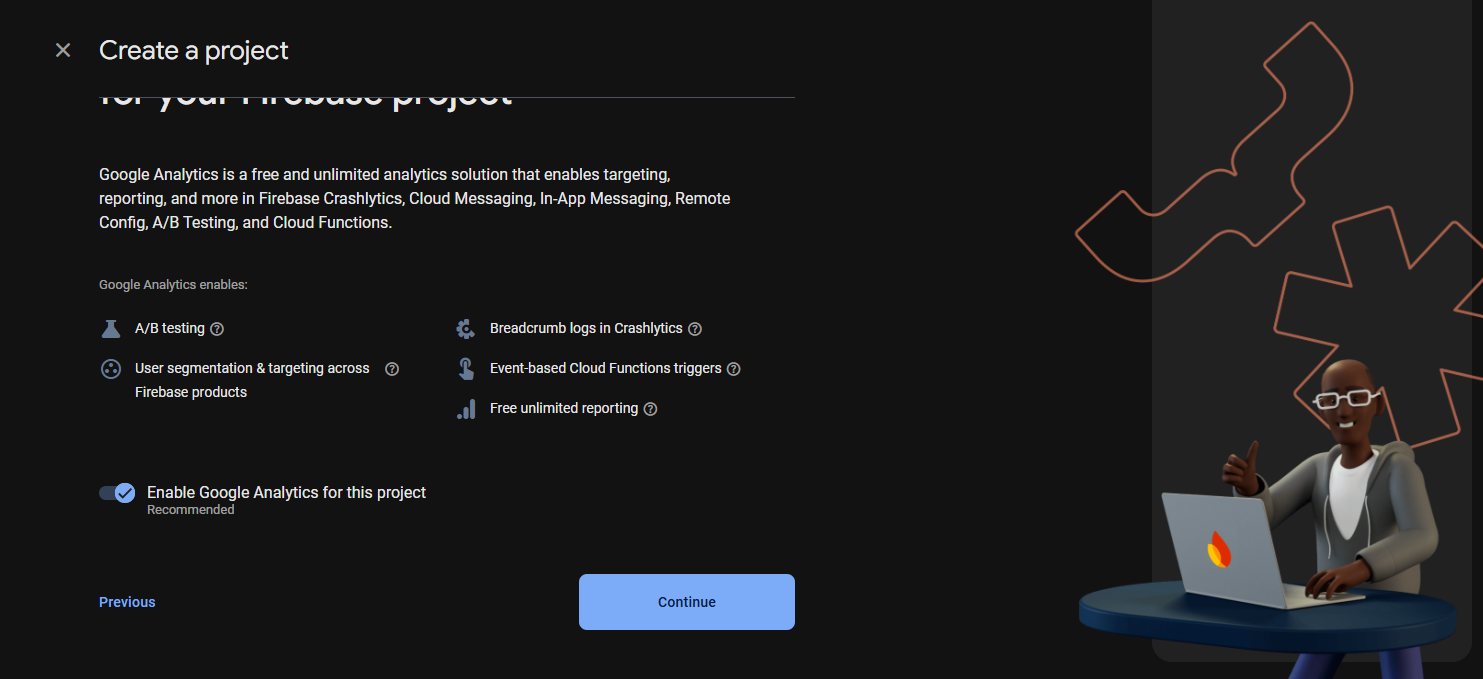 Create a project
for your Firebase project
Google Analytics is a free and unlimited analytics solution that enables targeting,
reporting, and more in Firebase Crashlytics, Cloud Messaging, In-App Messaging, Remote
Config, A/B Testing, and Cloud Functions.
Google Analytics enables:
A/B testing
User segmentation & targeting across
Firebase products
Breadcrumb logs in Crashlytics
Event-based Cloud Functions triggers
Free unlimited reporting
Enable Google Analytics for this project
Recommended
Previous
Continue